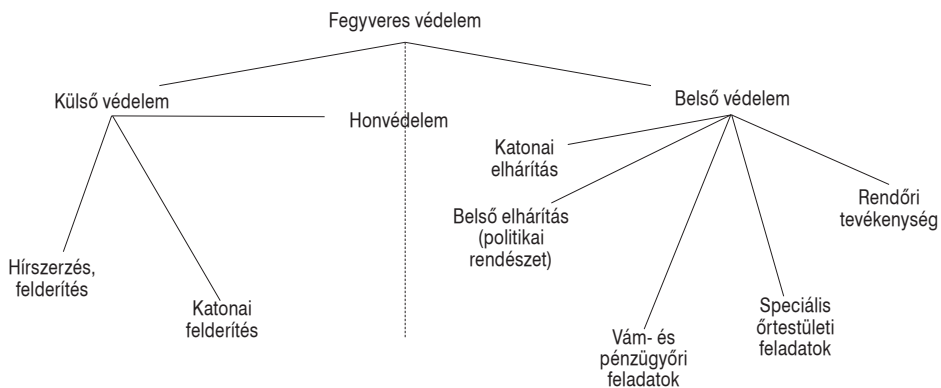 Fegyveres védelem
Külső védelem
Belső védelem
Honvédelem
Katonai
elhárítás
Belső elhárítás
(politikai
rendészet)
Rendőri
tevékenység
Hírszerzés,
felderítés
Katonai
felderítés
Vám- és
pénzügyőri
feladatok
Speciális
őrtestületi
feladatok